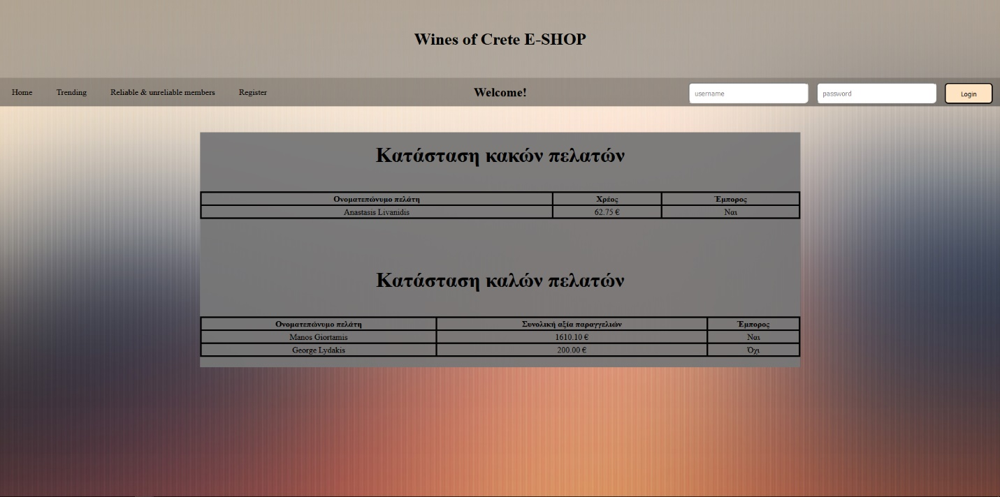 Wines of Crete E-SHOP
Home Trending Reliable & unreliable members Register Welcome! username password Login
Κατάσταση κακών πελατών
Ονοματεπώνυμο πελάτη Χρέος Έμπορος
Anastasis Livanidis 62.75 € Ναι
Κατάσταση καλών πελατών
Ονοματεπώνυμο πελάτη Συνολική αξία παραγγελιών Έμπορος
Manos Giortamis 1610.10 € Ναι
George Lydakis 200.00 € Όχι